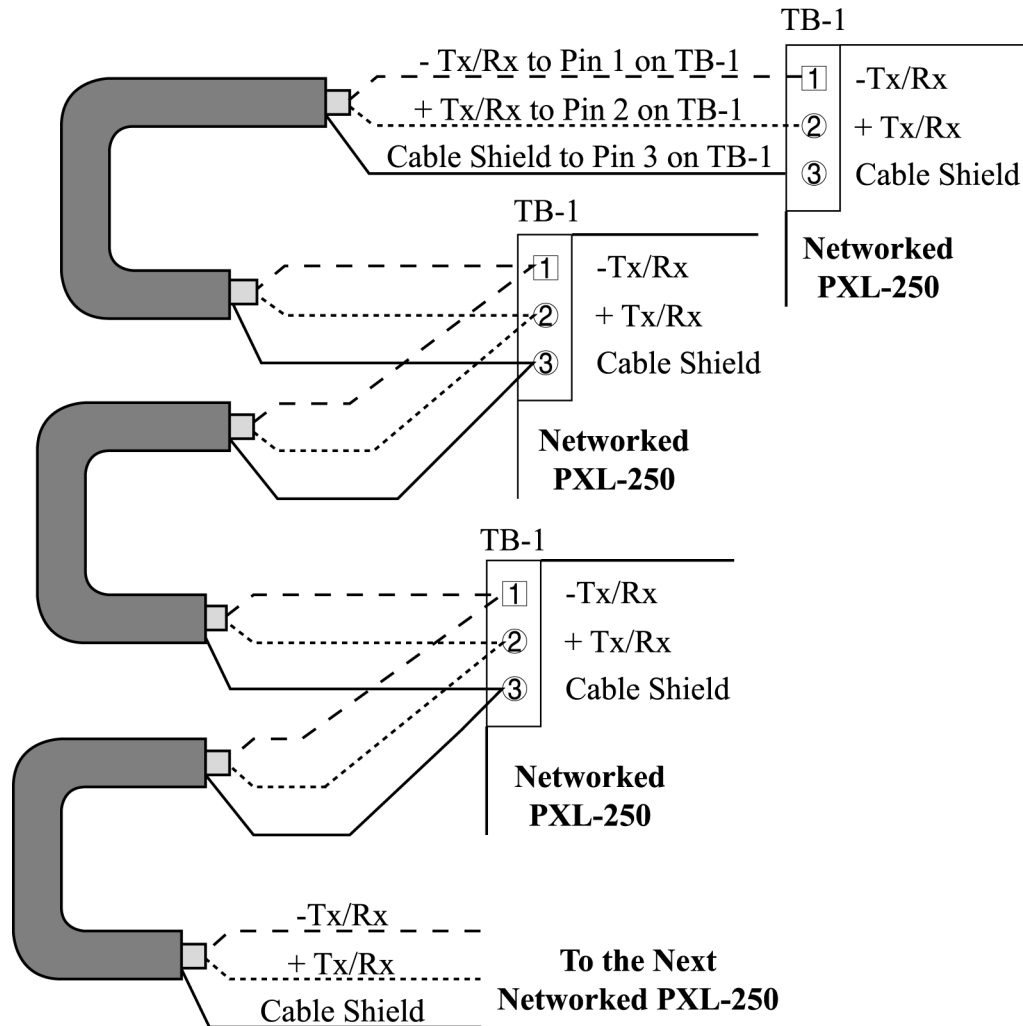 TB-1
- Tx/Rx to Pin 1 on TB-1
1 -Tx/Rx
+ Tx/Rx to Pin 2 on TB-1
2 + Tx/Rx
Cable Shield to Pin 3 on TB-1
3 Cable Shield
Networked
PXL-250
TB-1
1 -Tx/Rx
2 + Tx/Rx
3 Cable Shield
Networked
PXL-250
TB-1
1 -Tx/Rx
2 + Tx/Rx
3 Cable Shield
Networked
PXL-250
-Tx/Rx
+ Tx/Rx
Cable Shield
To the Next
Networked PXL-250